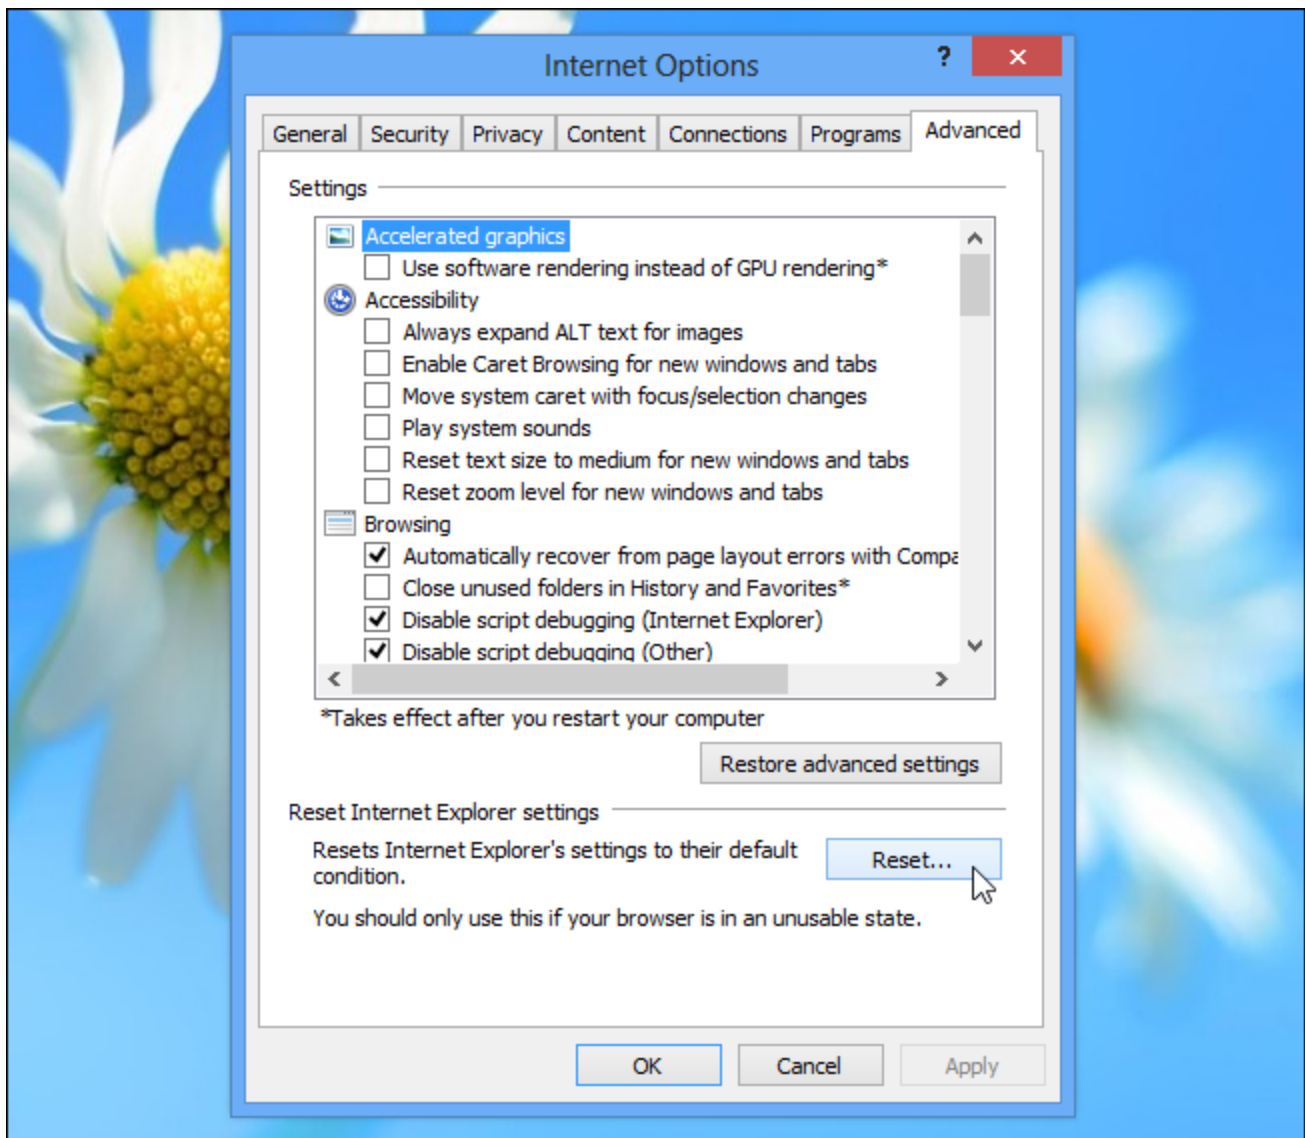 Internet Options
?
General Security Privacy Content Connections Programs Advanced
Settings
Accelerated graphics
Use software rendering instead of GPU rendering*
Accessibility
Always expand ALT text for images
Enable Caret Browsing for new windows and tabs
Move system caret with focus/selection changes
Play system sounds
Reset text size to medium for new windows and tabs
Reset zoom level for new windows and tabs
Browsing
Automatically recover from page layout errors with Compa
Close unused folders in History and Favorites*
Disable script debugging (Internet Explorer)
Disable script debugging (Other)
*Takes effect after you restart your computer
Restore advanced settings
Reset Internet Explorer settings
Resets Internet Explorer's settings to their default
condition.
Reset...
You should only use this if your browser is in an unusable state.
OK Cancel Apply